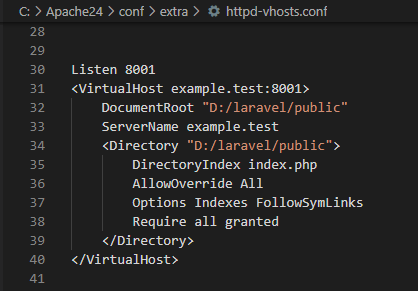 C: > Apache24 > conf > extra > httpd-vhosts.conf
28
29
30 Listen 8001
31 <VirtualHost example.test:8001>
32 DocumentRoot "D:/laravel/public"
33 ServerName example.test
34 <Directory "D:/laravel/public">
35 DirectoryIndex index.php
36 AllowOverride All
37 Options Indexes FollowSymLinks
38 Require all granted
39 </Directory>
40 </VirtualHost>
41